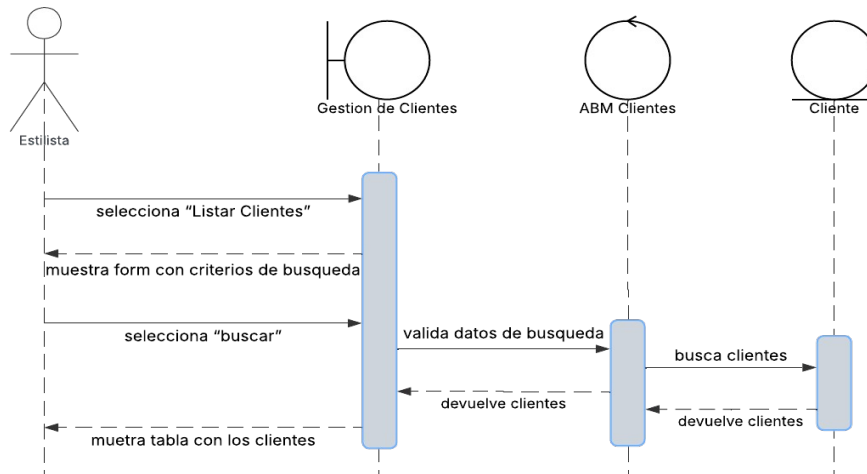 Gestion de Clientes
ABM Clientes
Cliente
Estilista
selecciona “Listar Clientes”
muestra form con criterios de busqueda
selecciona “buscar”
valida datos de busqueda
busca clientes
devuelve clientes
devuelve clientes
muetra tabla con los clientes